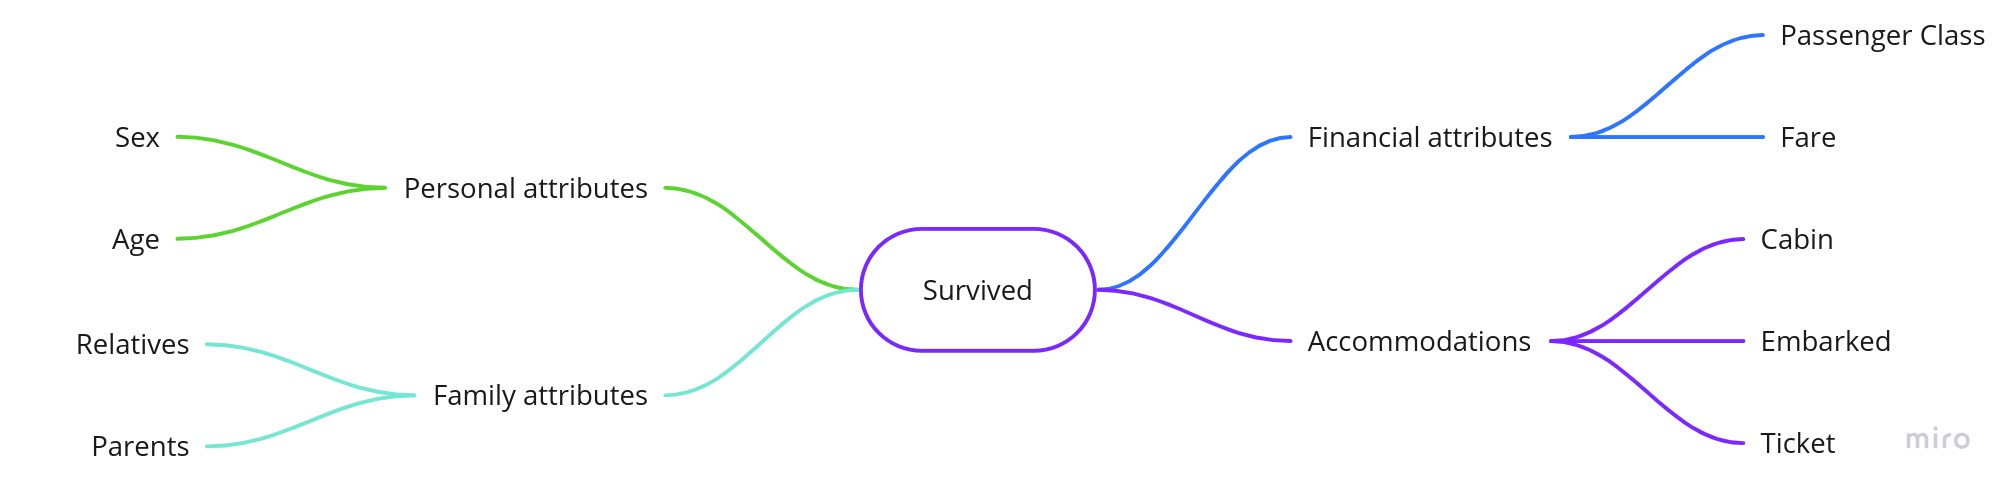 Sex
Age
Personal attributes
Relatives
Parents
Family attributes
Survived
Financial attributes
Passenger Class
Fare
Accommodations
Cabin
Embarked
Ticket
miro